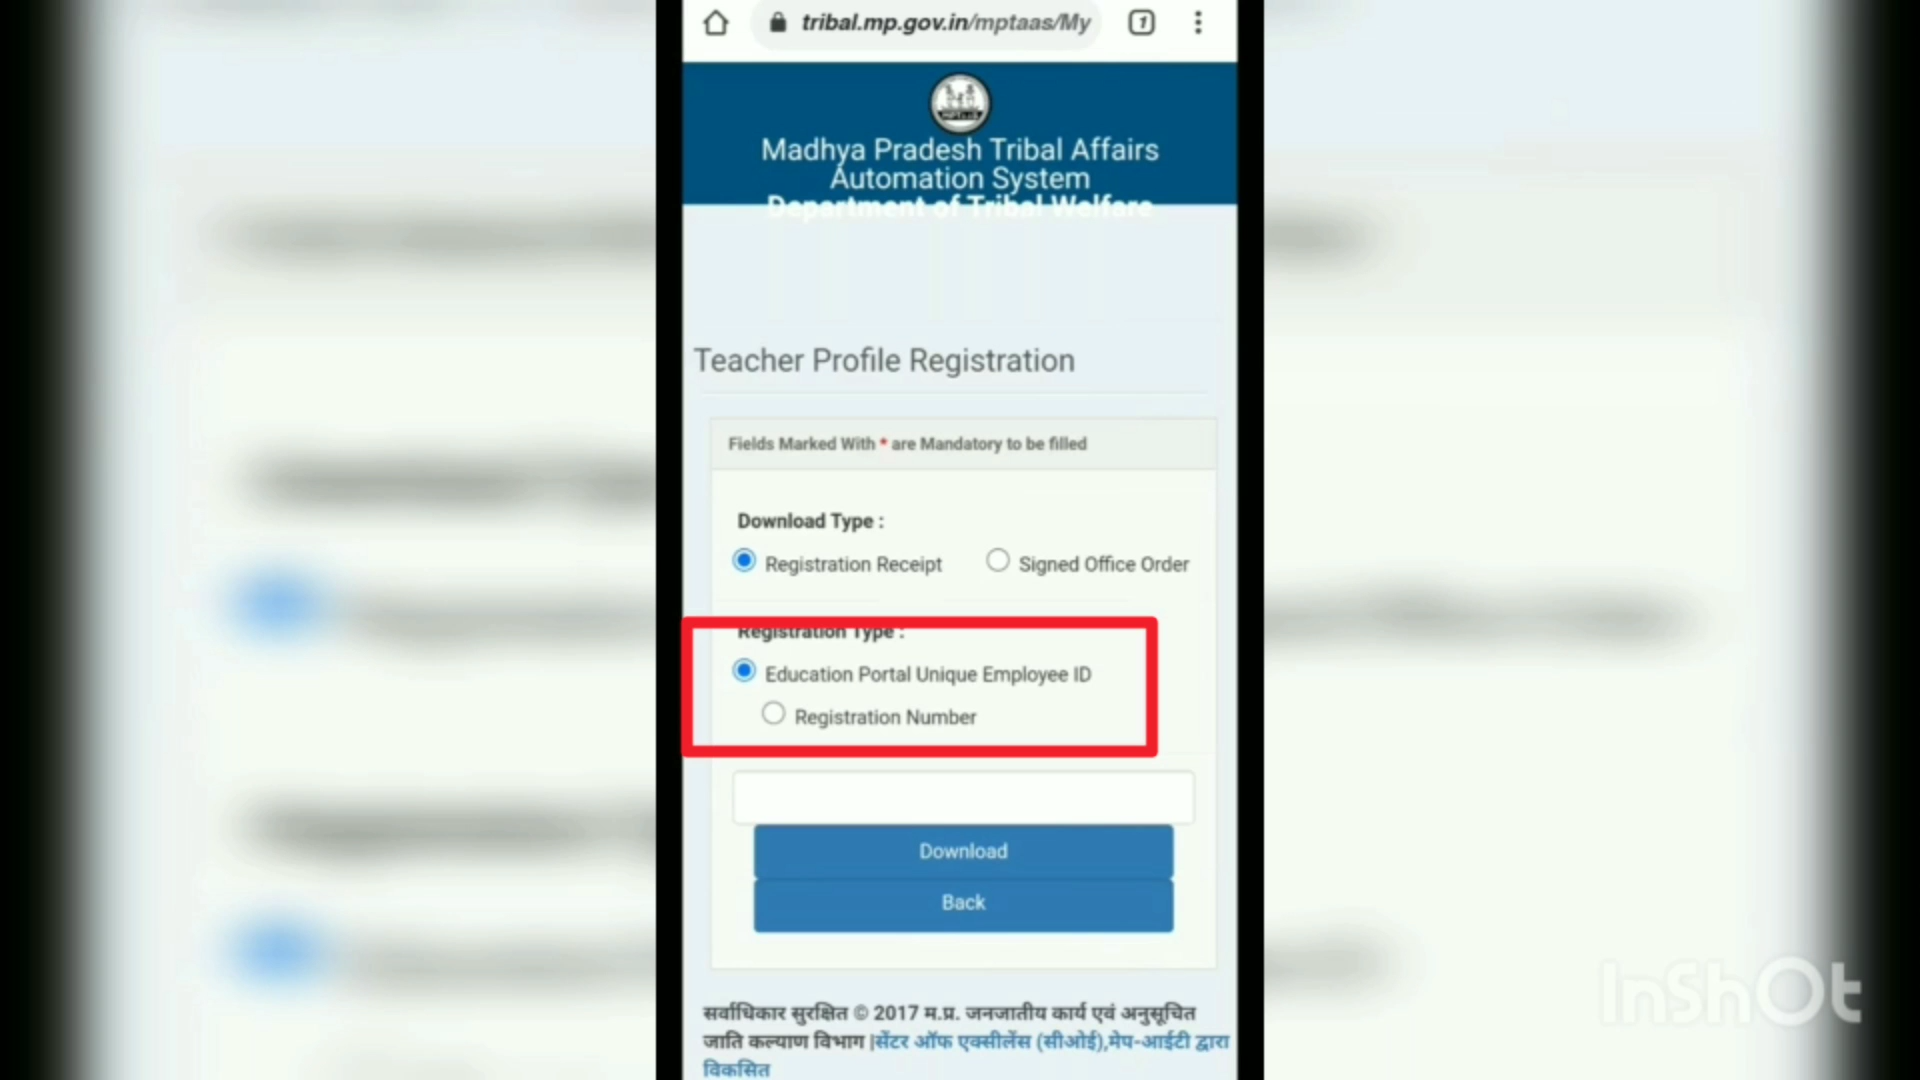 tribal.mp.gov.in/mptaas/My
1
Madhya Pradesh Tribal Affairs
Automation System
Department of Tribal Welfare
Teacher Profile Registration
Fields Marked With * are Mandatory to be filled
Download Type :
Registration Receipt
Signed Office Order
Registration Type :
Education Portal Unique Employee ID
Registration Number
Download
Back
सर्वाधिकार सुरक्षित © 2017 म.प्र. जनजातीय कार्य एवं अनुसूचित
जाति कल्याण विभाग |सेंटर ऑफ एक्सीलेंस (सीओई),मेप-आईटी द्वारा
विकसित
InShOt